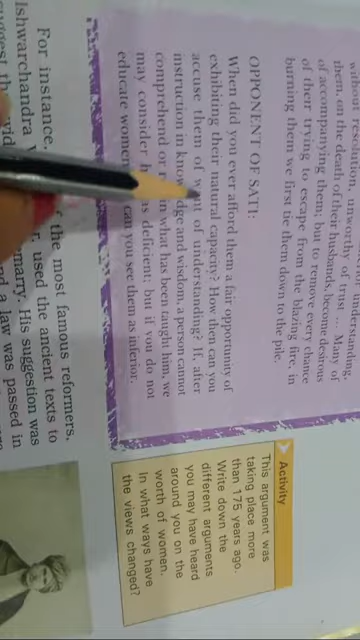 without resolution, unworthy of trust ... Many of
them, on the death of their husbands, become desirous
of accompanying them; but to remove every chance
of their trying to escape from the blazing fire, in
burning them we first tie them down to the pile.
OPPONENT OF SATI:
When did you ever afford them a fair opportunity of
exhibiting their natural capacity? How then can you
accuse them of want of understanding? If, after
instruction in knowledge and wisdom, a person cannot
comprehend or what has been taught him, we
may consider as deficient; but if you do not
educate women can you see them as inferior.
Activity
This argument was
taking place more
than 175 years ago.
Write down the
different arguments
you may have heard
around you on the
worth of women.
In what ways have
the views changed?
For instance, the most famous reformers,
Ishwarchandra used the ancient texts to
marry. His suggestion was
a law was passed in